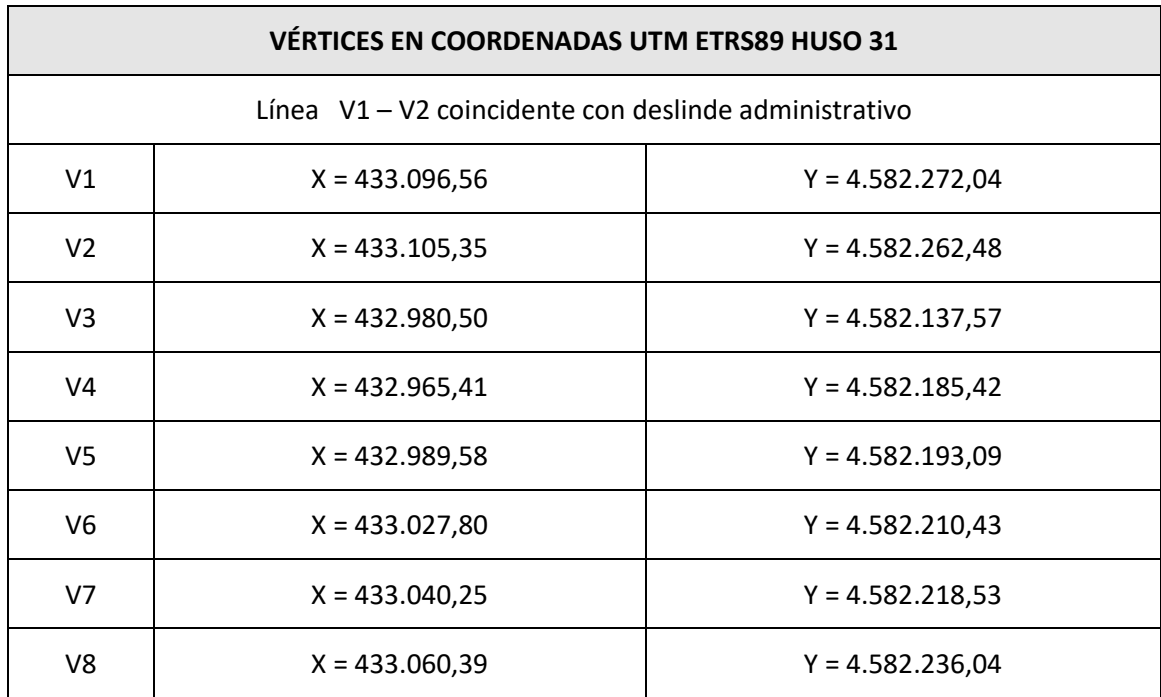 VÉRTICES EN COORDENADAS UTM ETRS89 HUSO 31
Línea V1 – V2 coincidente con deslinde administrativo
V1 X = 433.096,56 Y = 4.582.272,04
V2 X = 433.105,35 Y = 4.582.262,48
V3 X = 432.980,50 Y = 4.582.137,57
V4 X = 432.965,41 Y = 4.582.185,42
V5 X = 432.989,58 Y = 4.582.193,09
V6 X = 433.027,80 Y = 4.582.210,43
V7 X = 433.040,25 Y = 4.582.218,53
V8 X = 433.060,39 Y = 4.582.236,04